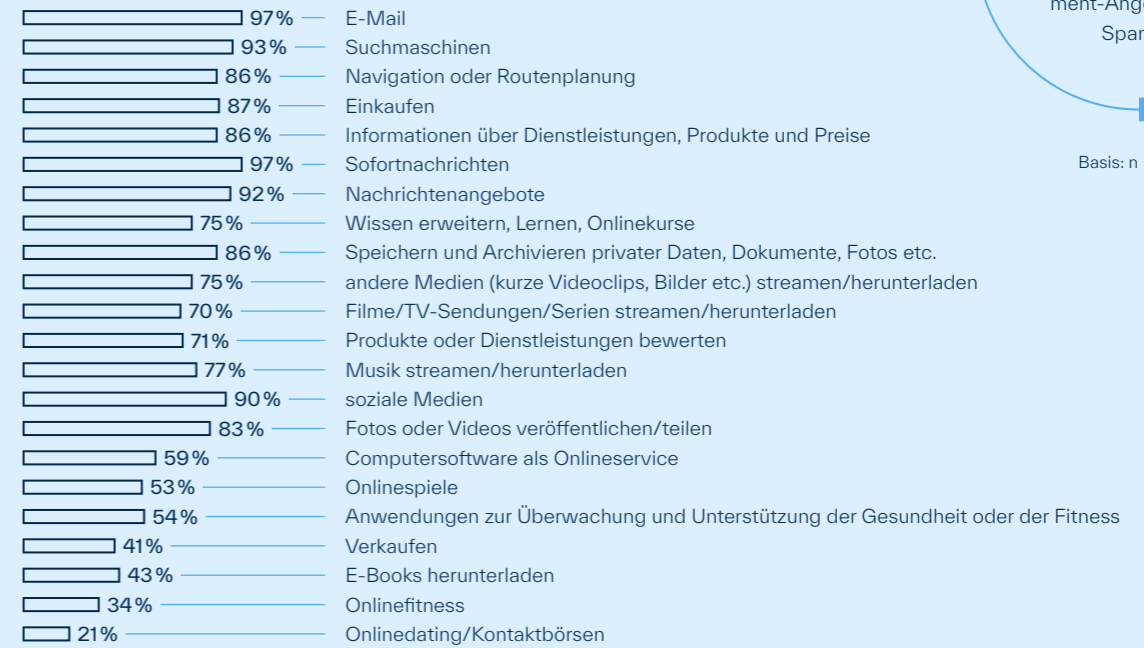 97% E-Mail
93% Suchmaschinen
86% Navigation oder Routenplanung
87% Einkaufen
86% Informationen über Dienstleistungen, Produkte und Preise
97% Sofortnachrichten
92% Nachrichtenangebote
75% Wissen erweitern, Lernen, Onlinekurse
86% Speichern und Archivieren privater Daten, Dokumente, Fotos etc.
75% andere Medien (kurze Videoclips, Bilder etc.) streamen/herunterladen
70% Filme/TV-Sendungen/Serien streamen/herunterladen
71% Produkte oder Dienstleistungen bewerten
77% Musik streamen/herunterladen
90% soziale Medien
83% Fotos oder Videos veröffentlichen/teilen
59% Computersoftware als Onlineservice
53% Onlinespiele
54% Anwendungen zur Überwachung und Unterstützung der Gesundheit oder der Fitness
41% Verkaufen
43% E-Books herunterladen
34% Onlinefitness
21% Onlinedating/Kontaktbörsen
Basis: n